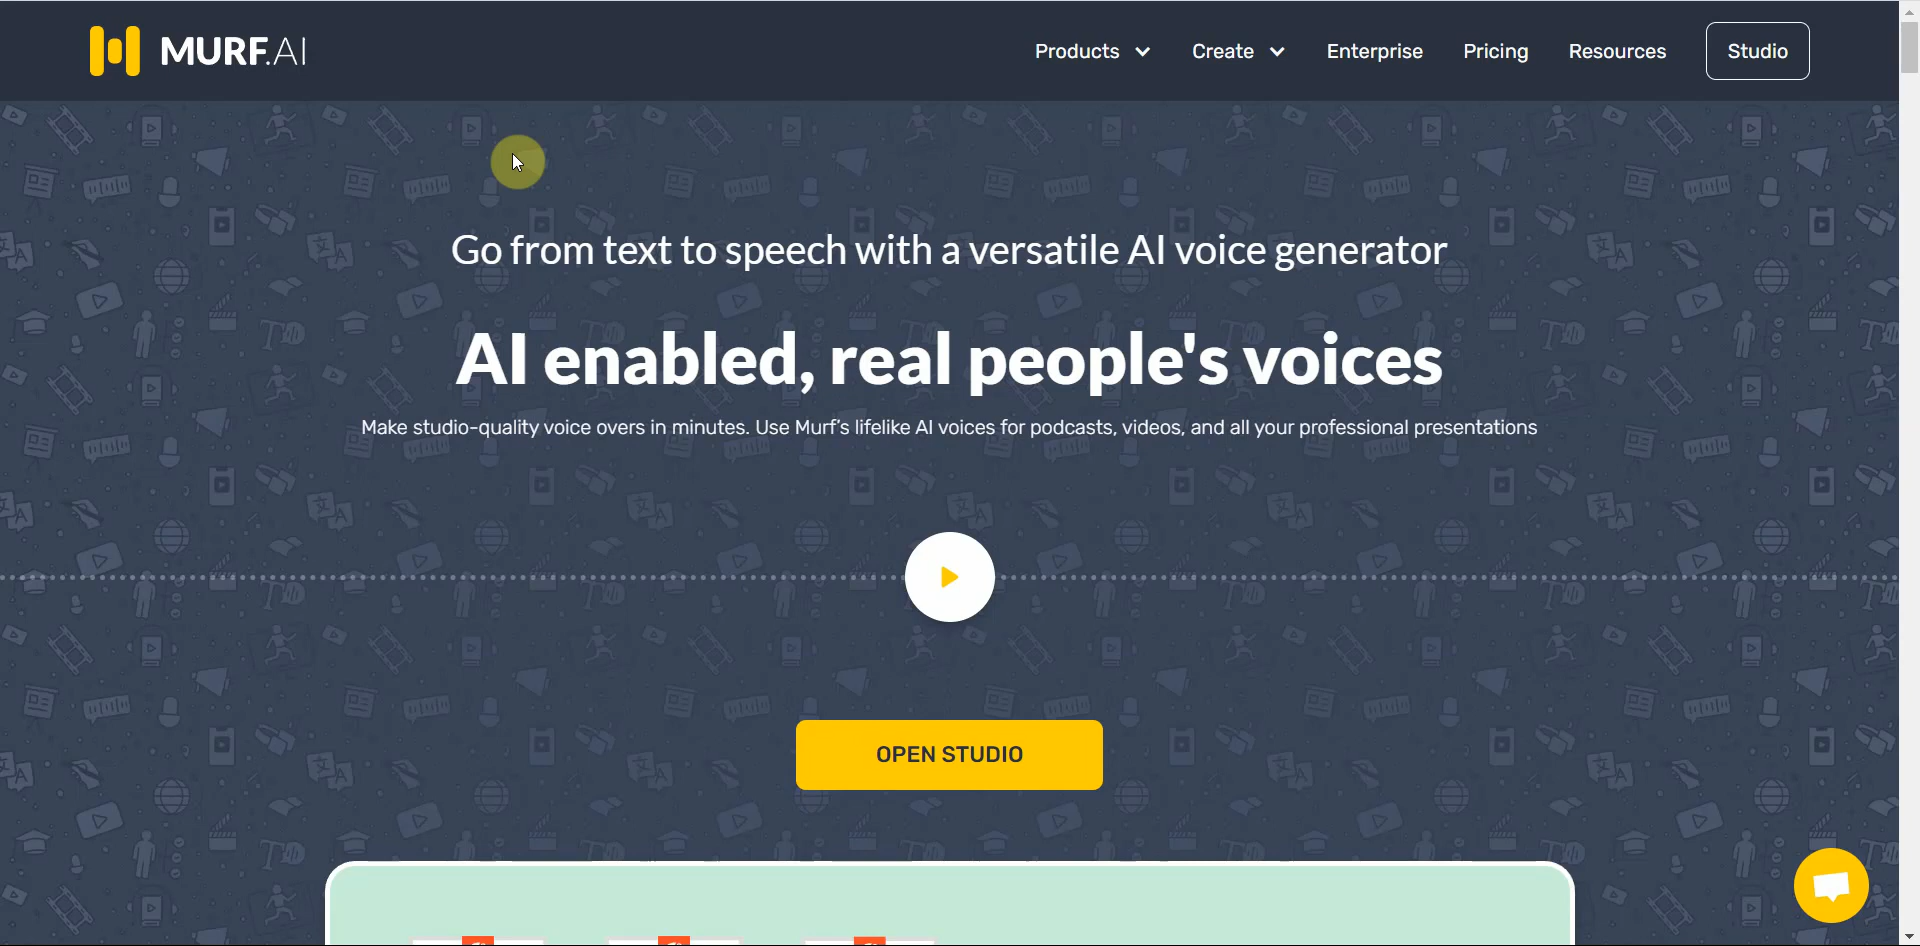 MURF.AI
Products
Create
Enterprise
Pricing
Resources
Studio
Go from text to speech with a versatile AI voice generator
AI enabled, real people's voices
Make studio-quality voice overs in minutes. Use Murf's lifelike AI voices for podcasts, videos, and all your professional presentations
OPEN STUDIO